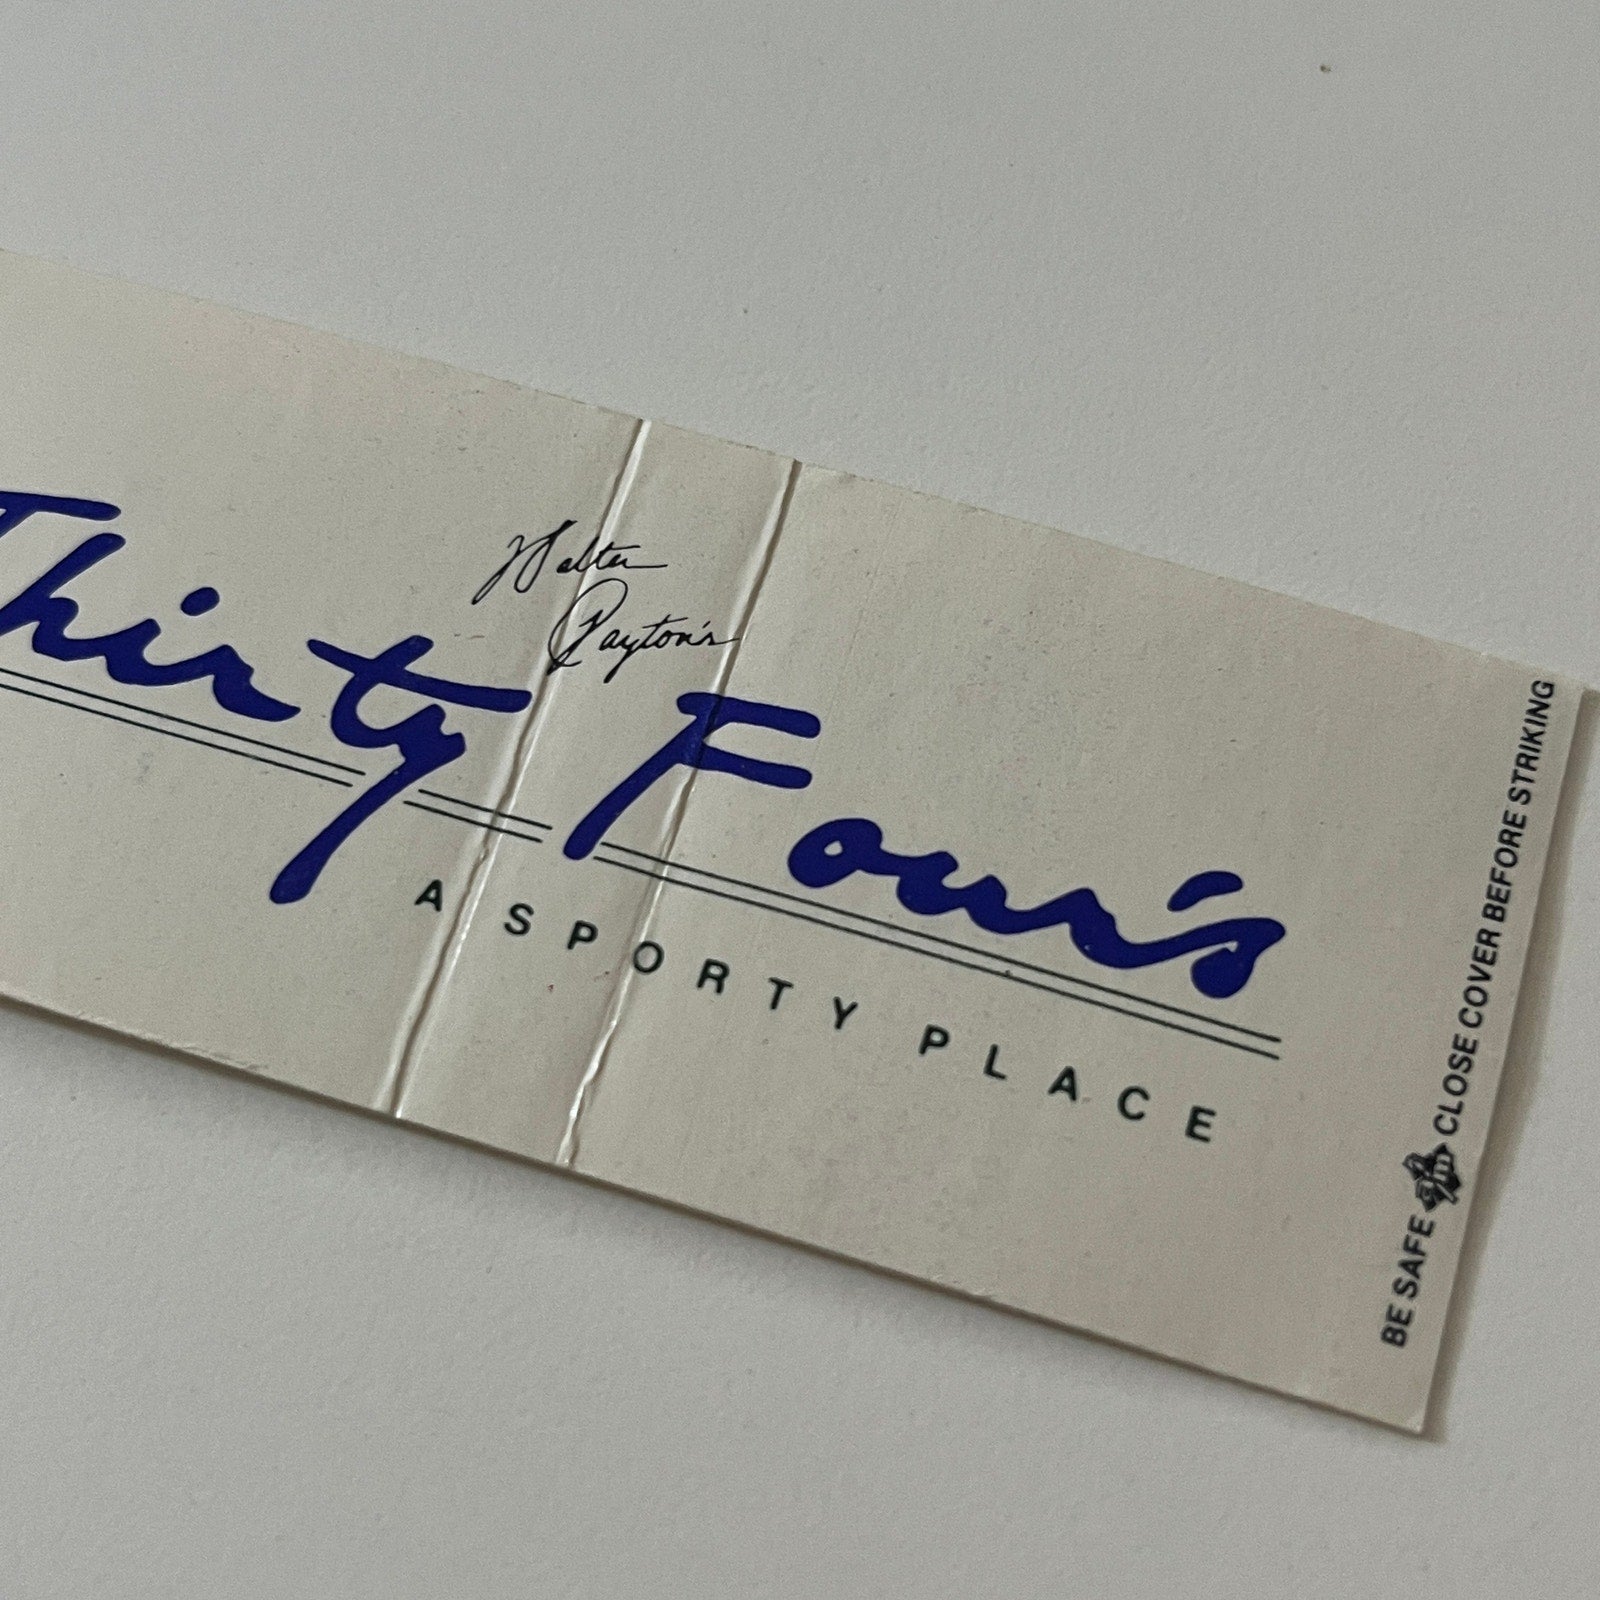 Walter
Payton's
Thirty Four's
A SPORTY PLACE
BE SAFE CLOSE COVER BEFORE STRIKING